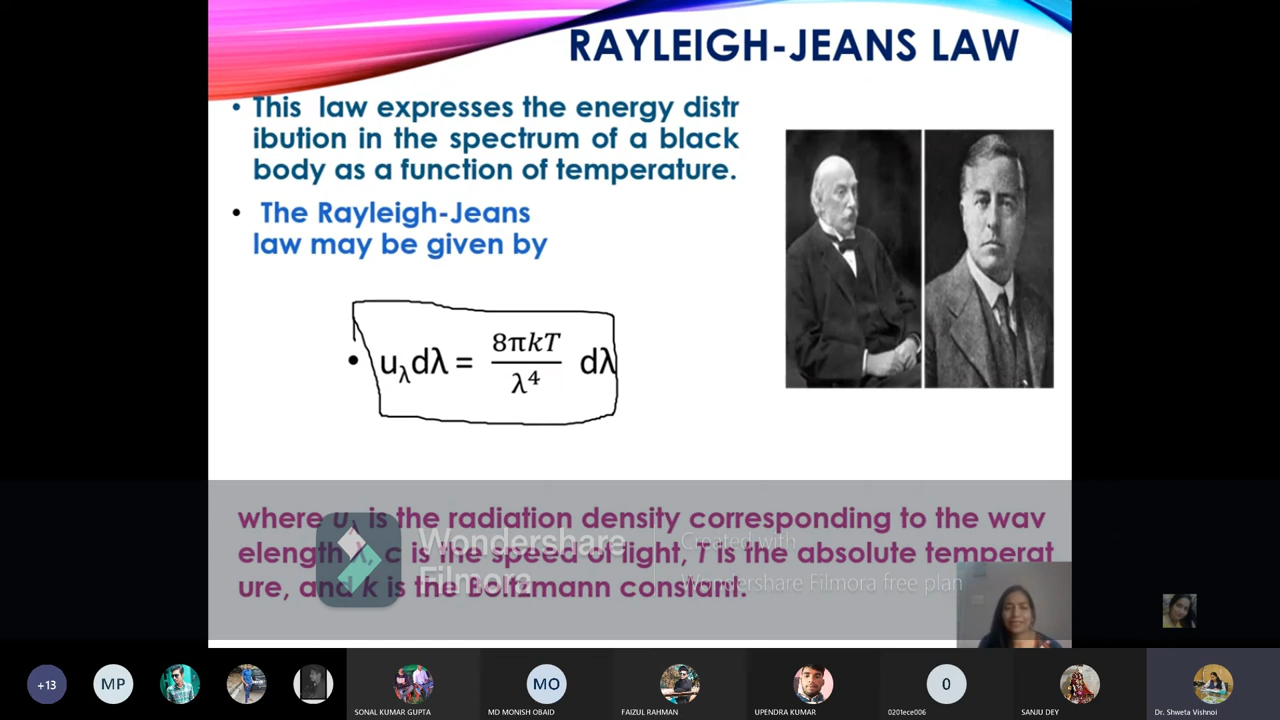 RAYLEIGH-JEANS LAW
• This law expresses the energy distr
ibution in the spectrum of a black
body as a function of temperature.
• The Rayleigh-Jeans
law may be given by
• uλdλ = 8πkT/λ⁴ dλ
where uλ is the radiation density corresponding to the wav
elength λ, c is the speed of light, T is the absolute temperat
ure, and k is the Boltzmann constant.
Wondershare
Filmora
Created with
Wondershare Filmora free plan
+13
MP
MO
0
SONAL KUMAR GUPTA
MD MONISH OBAID
FAIZUL RAHMAN
UPENDRA KUMAR
0201ece006
SANJU DEY
Dr. Shweta Vishnoi